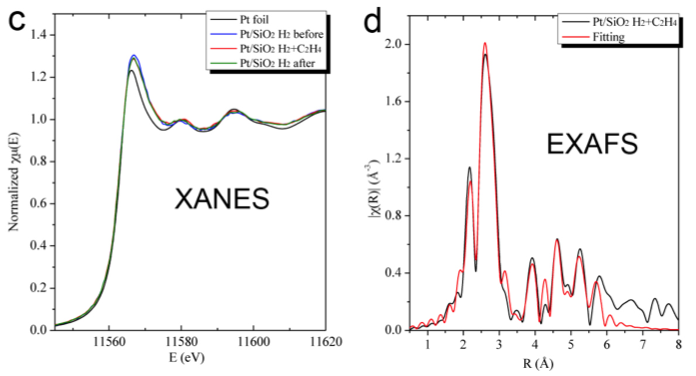 c
Pt foil
Pt/SiO₂ H₂ before
Pt/SiO₂ H₂+C₂H₄
Pt/SiO₂ H₂ after
XANES
Normalized χμ(E)
1.4
1.2
1.0
0.8
0.6
0.4
0.2
0.0
11560
11580
11600
11620
E (eV)
d
Pt/SiO₂ H₂+C₂H₄
Fitting
EXAFS
|χ(R)| (Å⁻³)
2.0
1.6
1.2
0.8
0.4
0.0
1
2
3
4
5
6
7
8
R (Å)